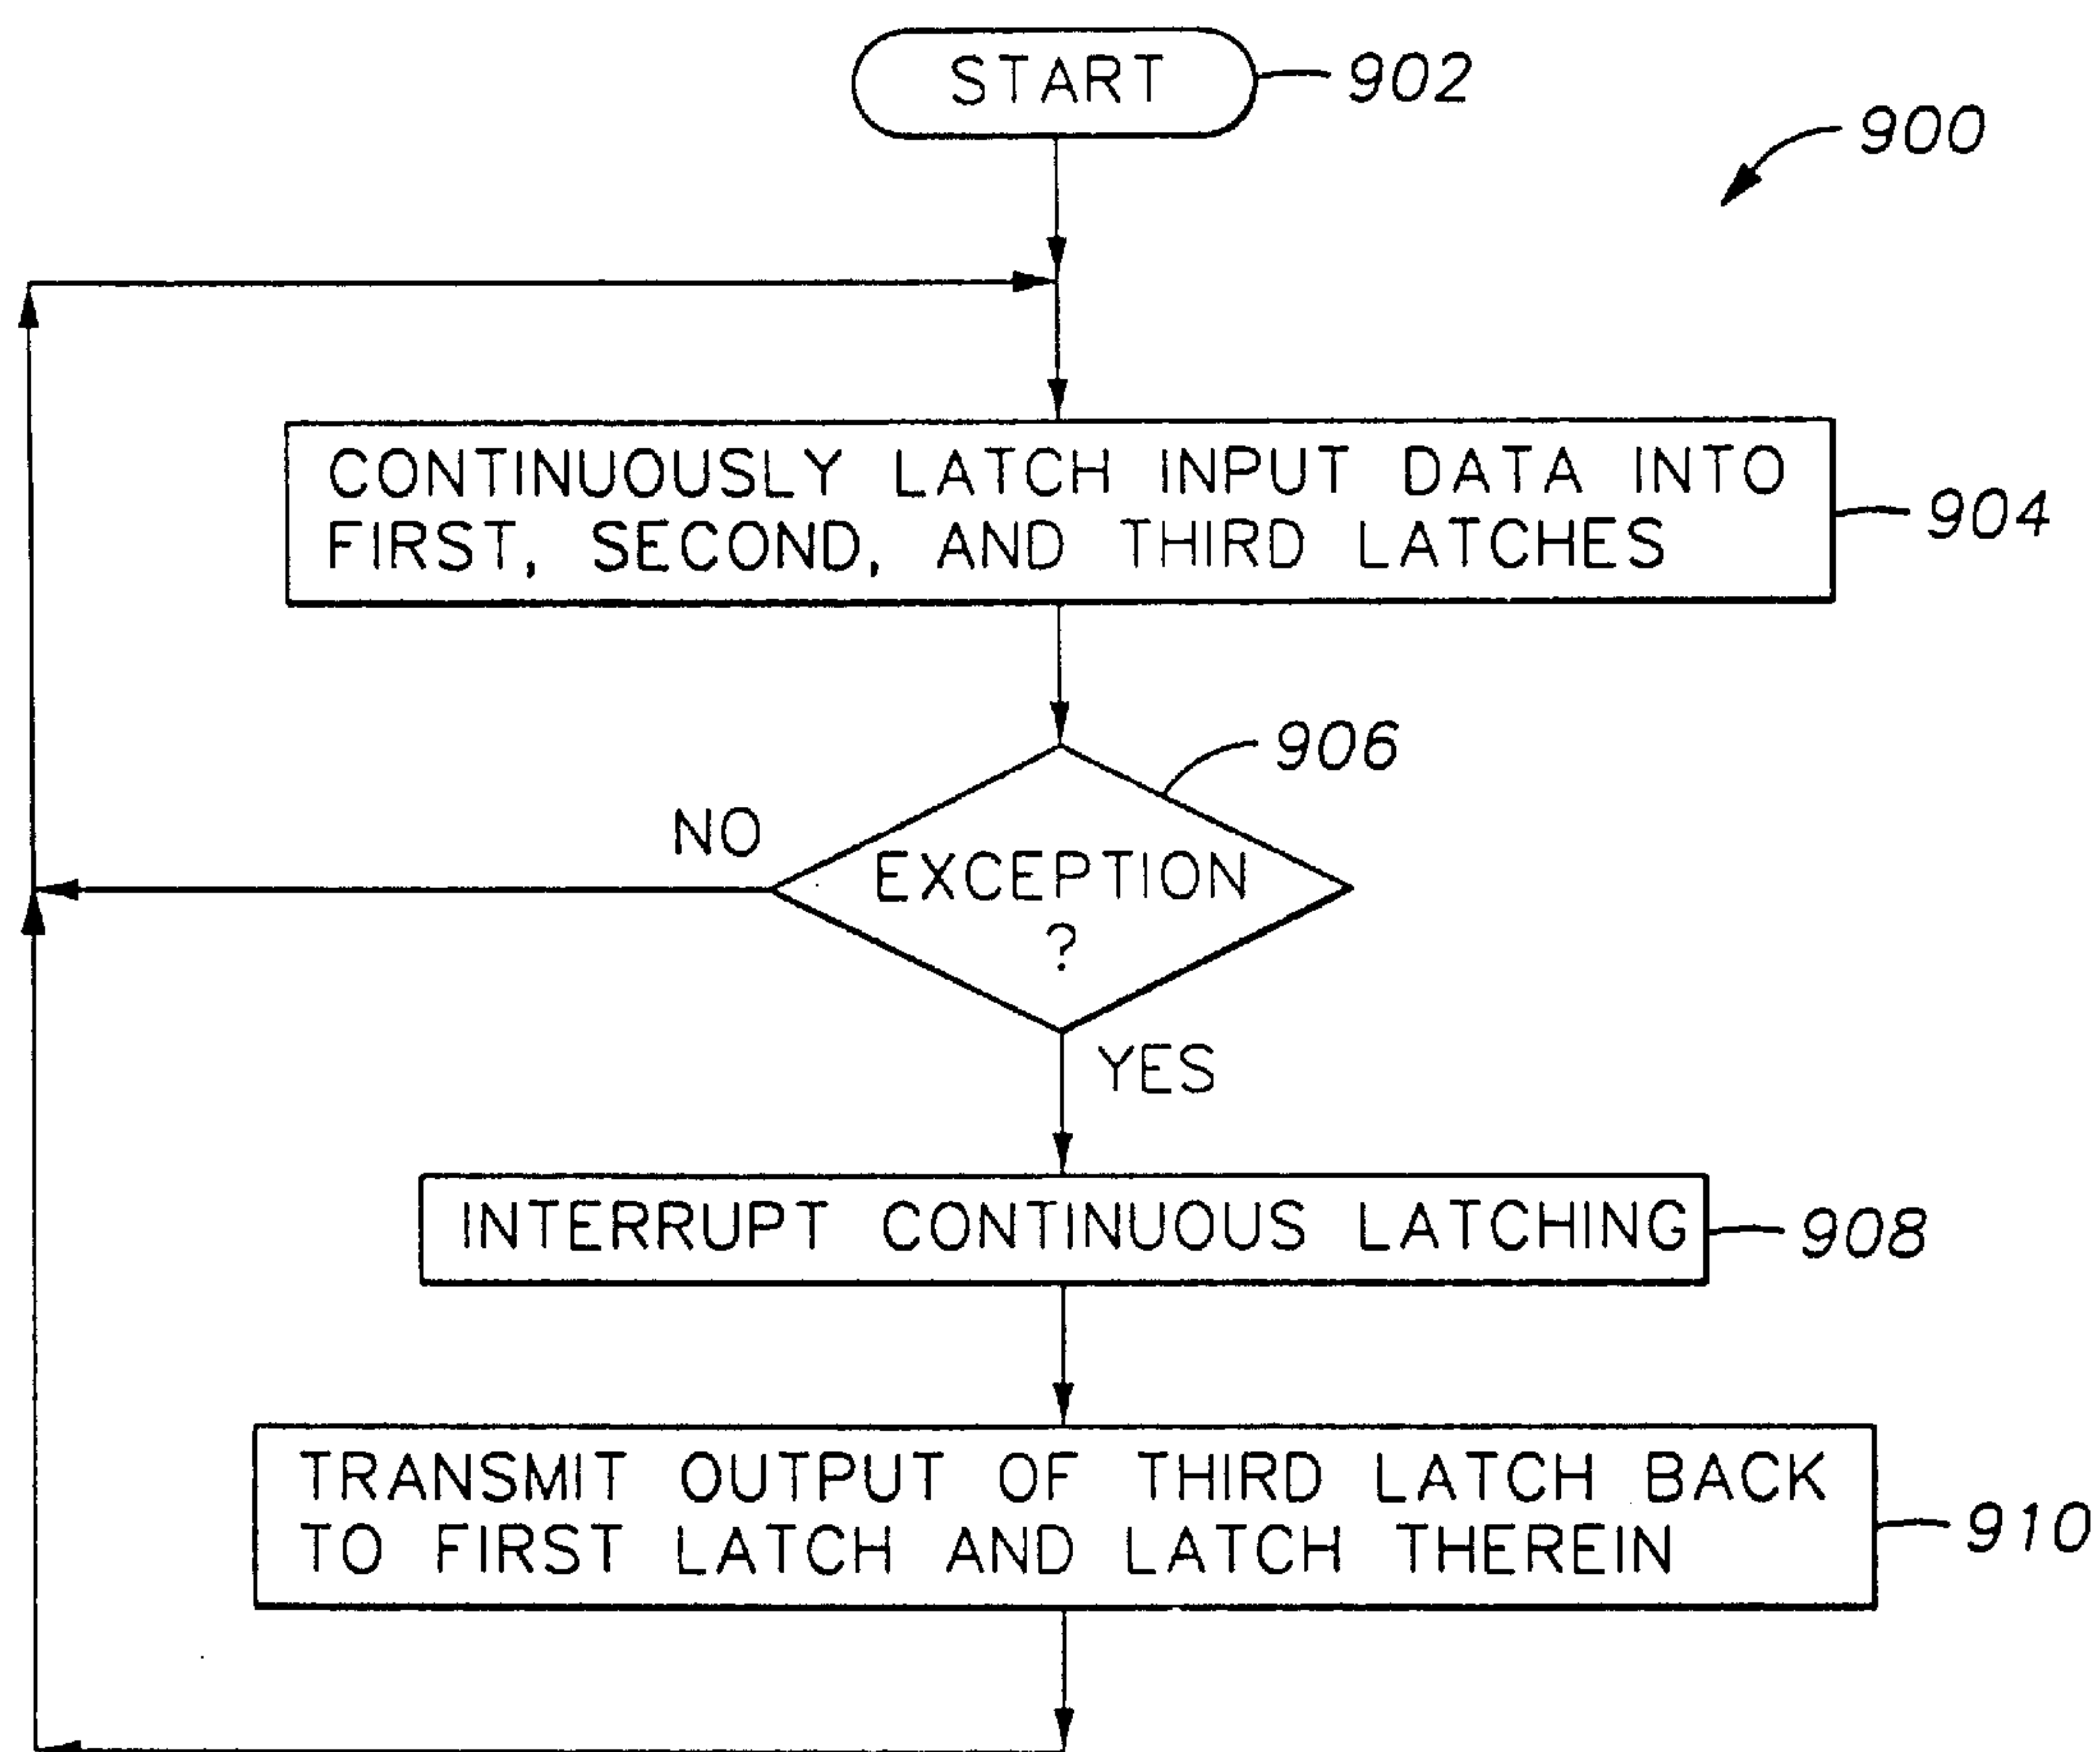 START
902
900
CONTINUOUSLY LATCH INPUT DATA INTO
FIRST, SECOND, AND THIRD LATCHES
904
906
NO
EXCEPTION
?
YES
INTERRUPT CONTINUOUS LATCHING
908
TRANSMIT OUTPUT OF THIRD LATCH BACK
TO FIRST LATCH AND LATCH THEREIN
910